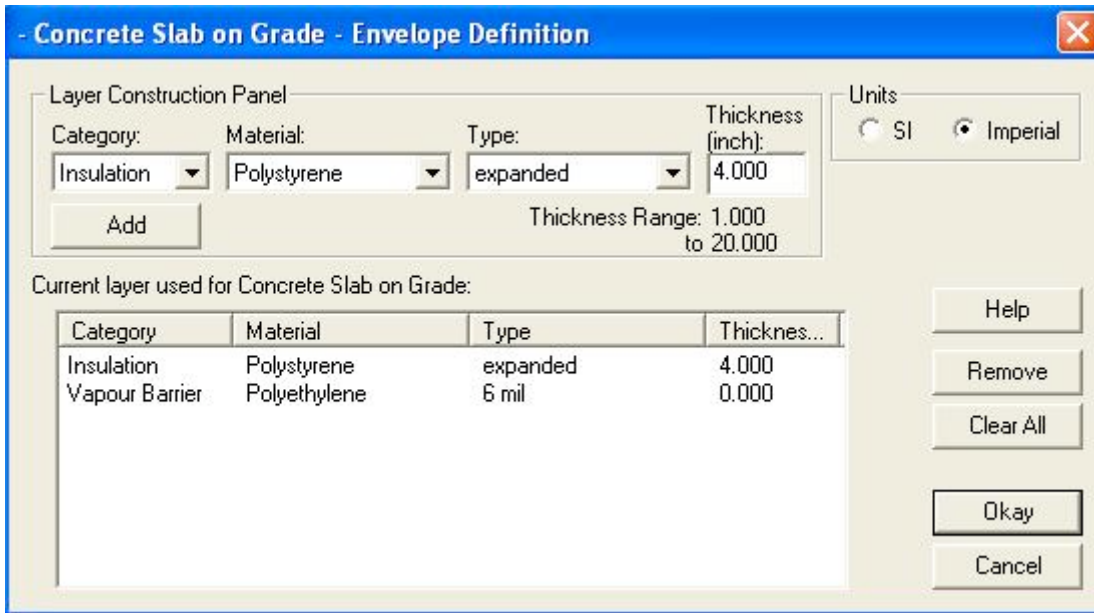 - Concrete Slab on Grade - Envelope Definition
Layer Construction Panel
Category:
Material:
Type:
Thickness
(inch):
Insulation
Polystyrene
expanded
4.000
Add
Thickness Range: 1.000
to 20.000
Units
SI
Imperial
Current layer used for Concrete Slab on Grade:
Category Material Type Thicknes...
Insulation Polystyrene expanded 4.000
Vapour Barrier Polyethylene 6 mil 0.000
Help
Remove
Clear All
Okay
Cancel